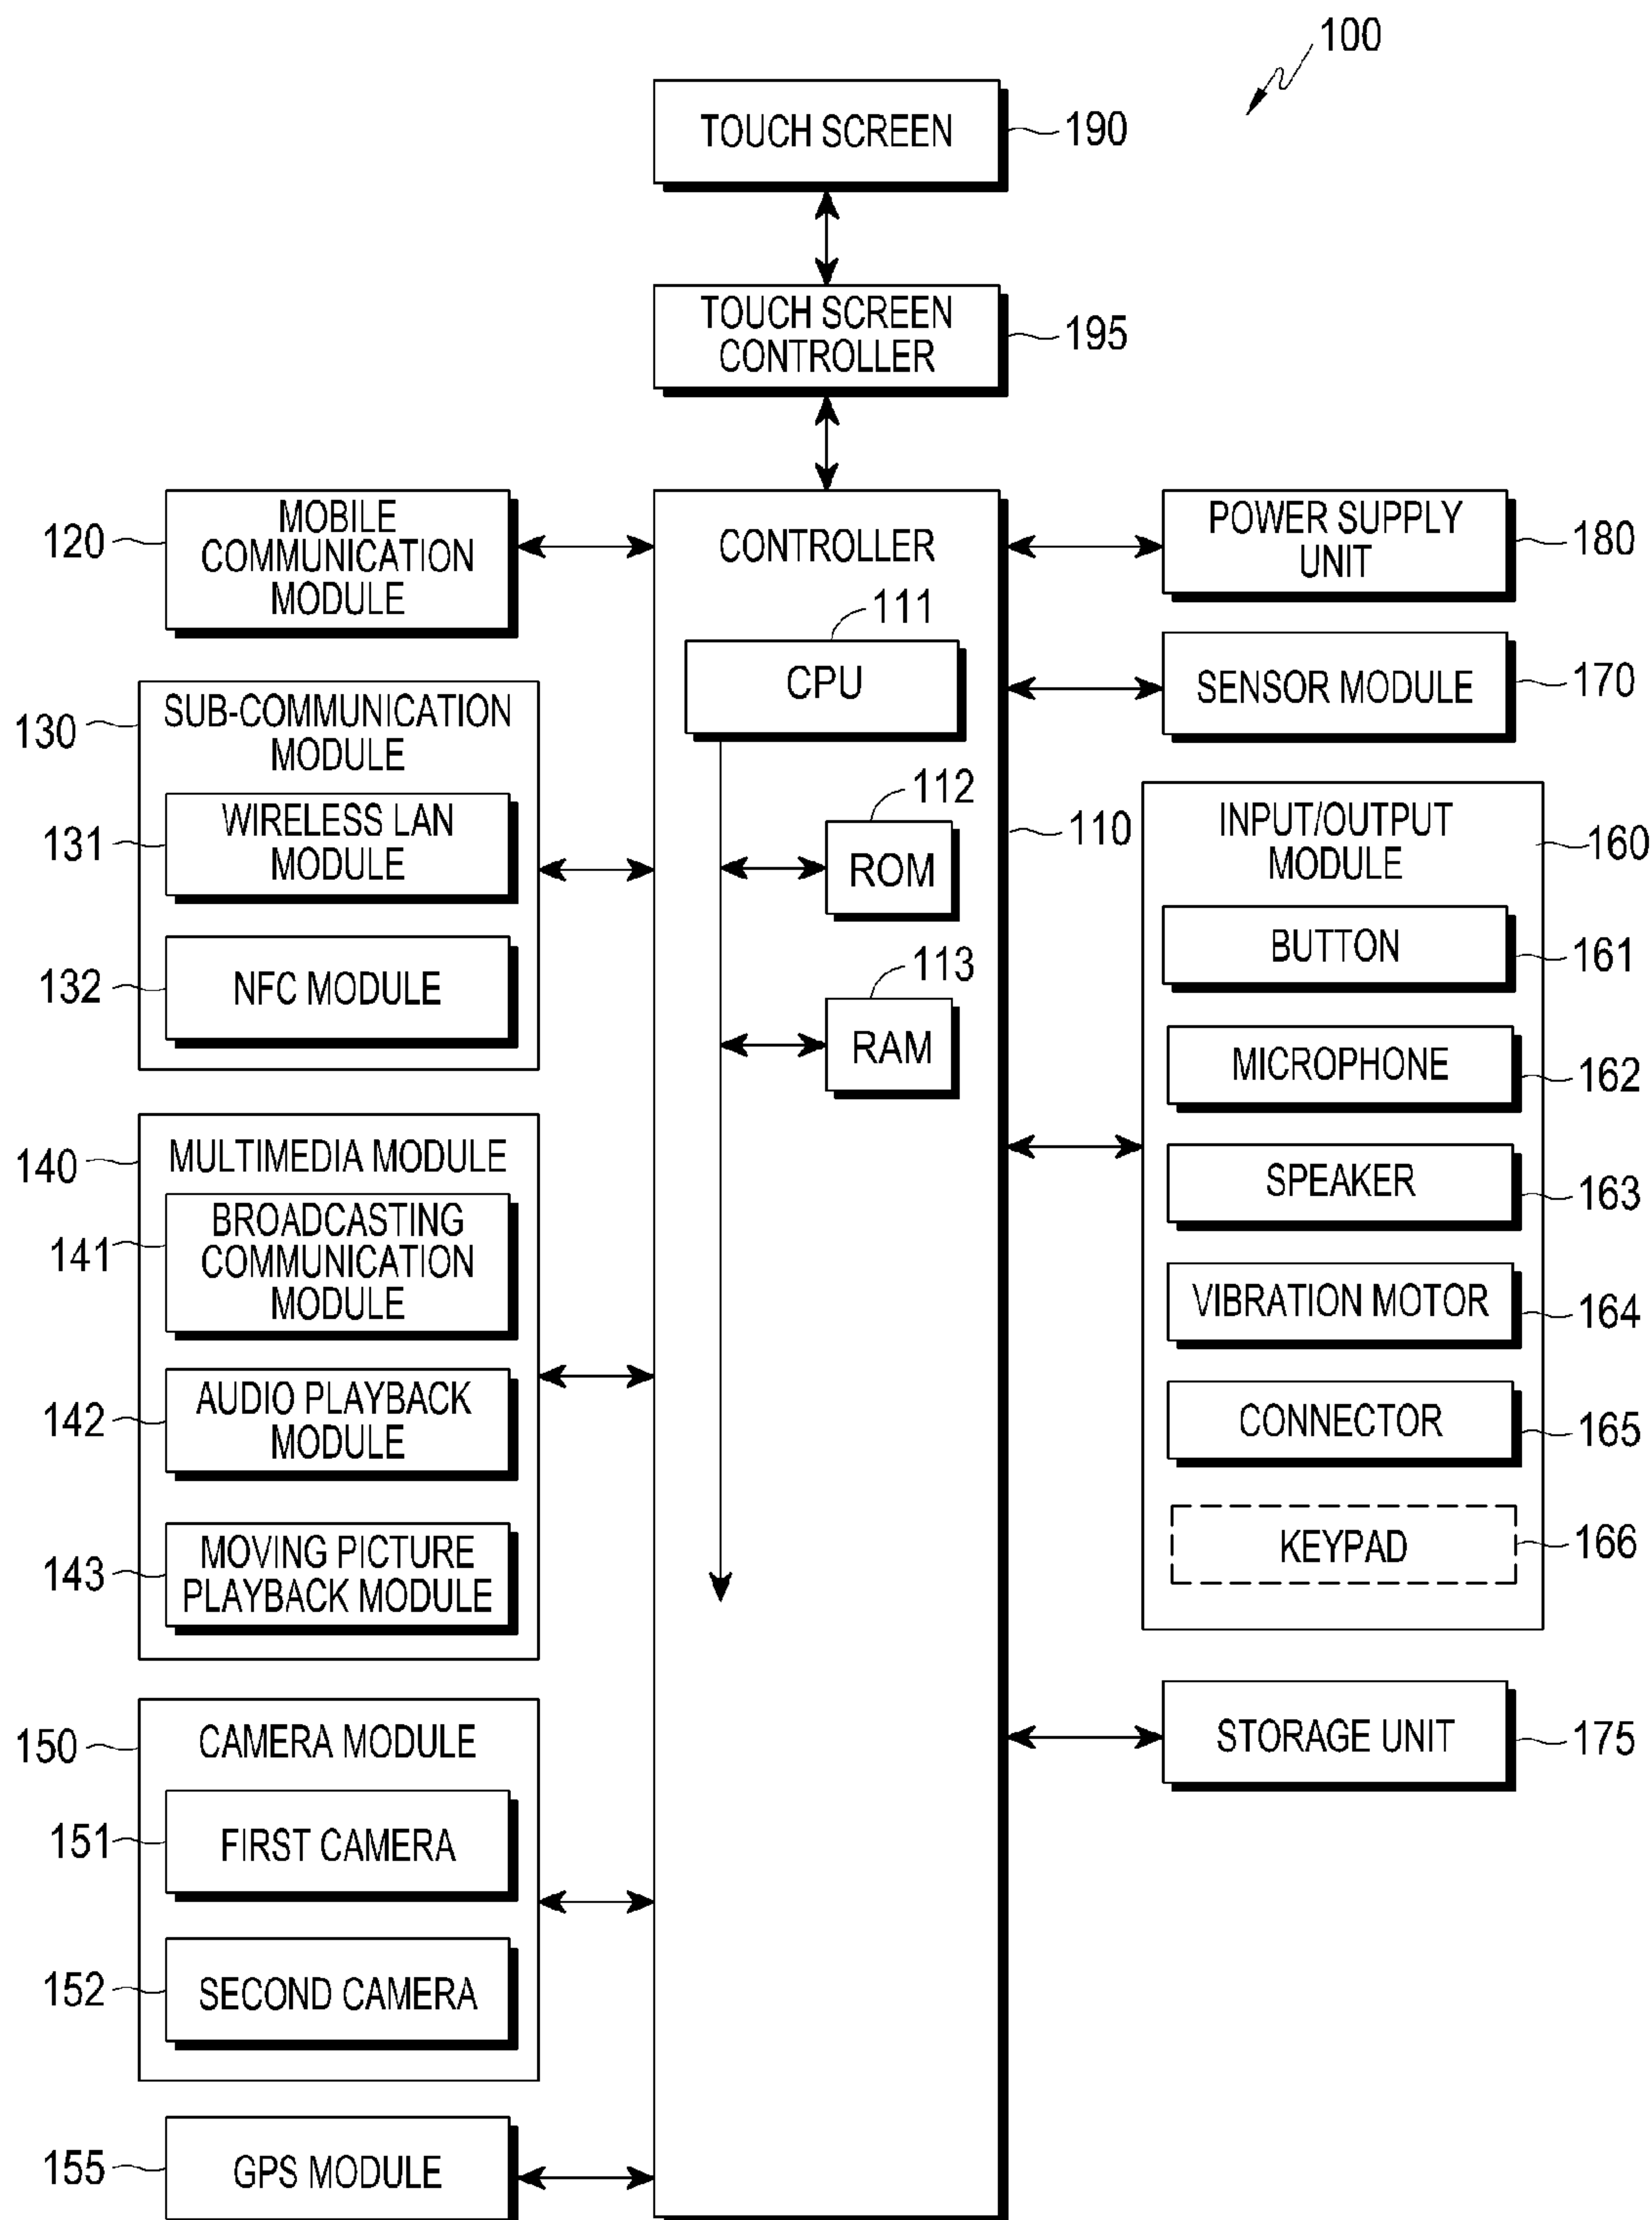 100
TOUCH SCREEN
190
TOUCH SCREEN
CONTROLLER
195
120
MOBILE
COMMUNICATION
MODULE
130
SUB-COMMUNICATION
MODULE
131
WIRELESS LAN
MODULE
132
NFC MODULE
140
MULTIMEDIA MODULE
141
BROADCASTING
COMMUNICATION
MODULE
142
AUDIO PLAYBACK
MODULE
143
MOVING PICTURE
PLAYBACK MODULE
150
CAMERA MODULE
151
FIRST CAMERA
152
SECOND CAMERA
155
GPS MODULE
CONTROLLER
111
CPU
112
ROM
113
RAM
110
POWER SUPPLY
UNIT
180
SENSOR MODULE
170
INPUT/OUTPUT
MODULE
160
BUTTON
161
MICROPHONE
162
SPEAKER
163
VIBRATION MOTOR
164
CONNECTOR
165
KEYPAD
166
STORAGE UNIT
175